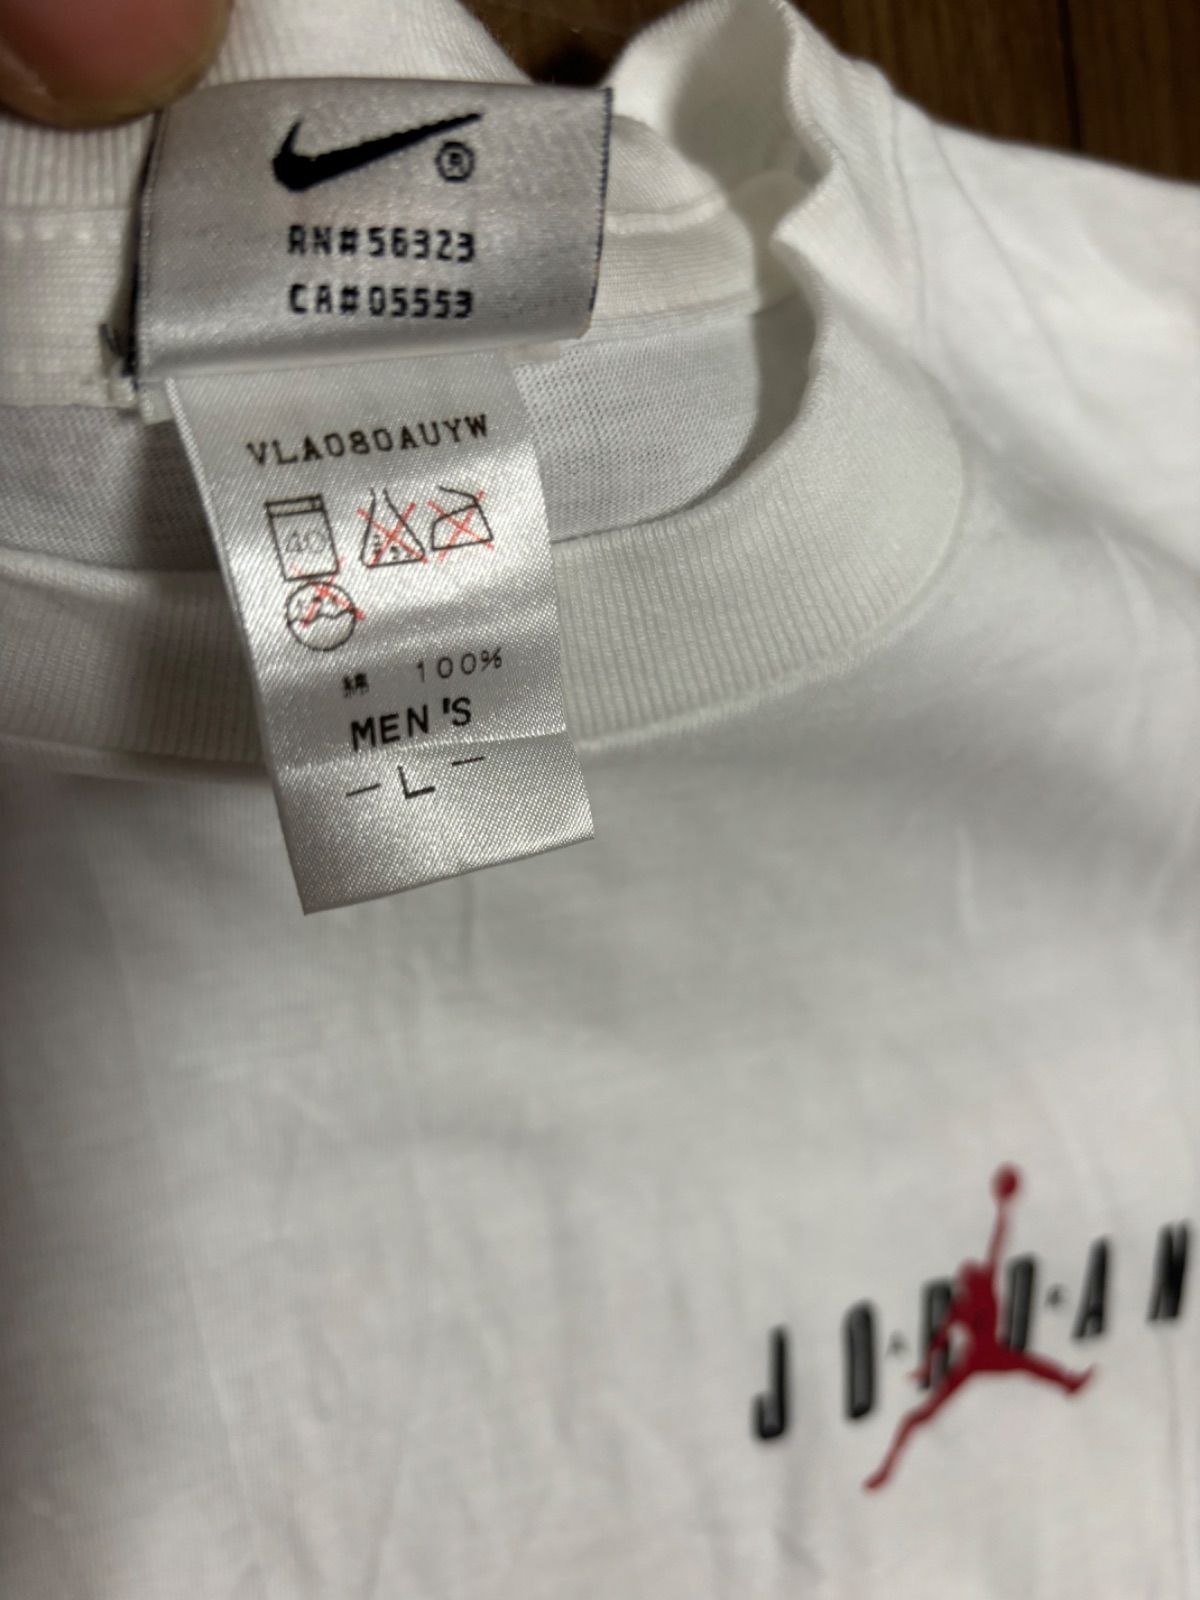 ®
RN#56323
CA#05553
VLA080AUYW
40
綿 100%
MEN'S
-L-
JORDAN